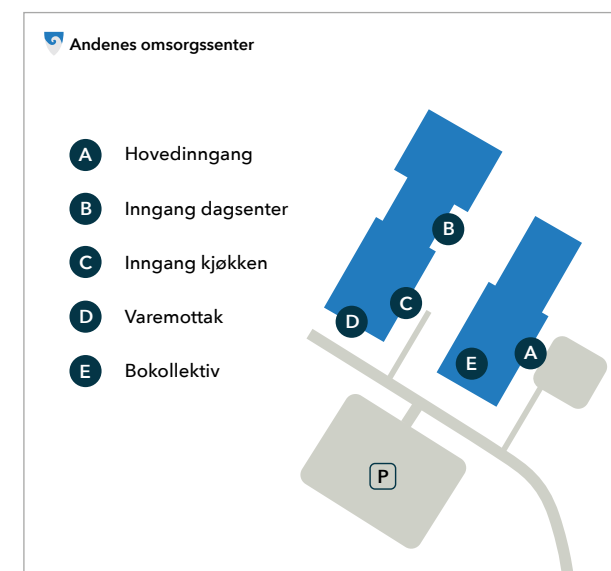 Andenes omsorgssenter
A Hovedinngang
B Inngang dagsenter
C Inngang kjøkken
D Varemottak
E Bokollektiv
B
C
D
A
E
P